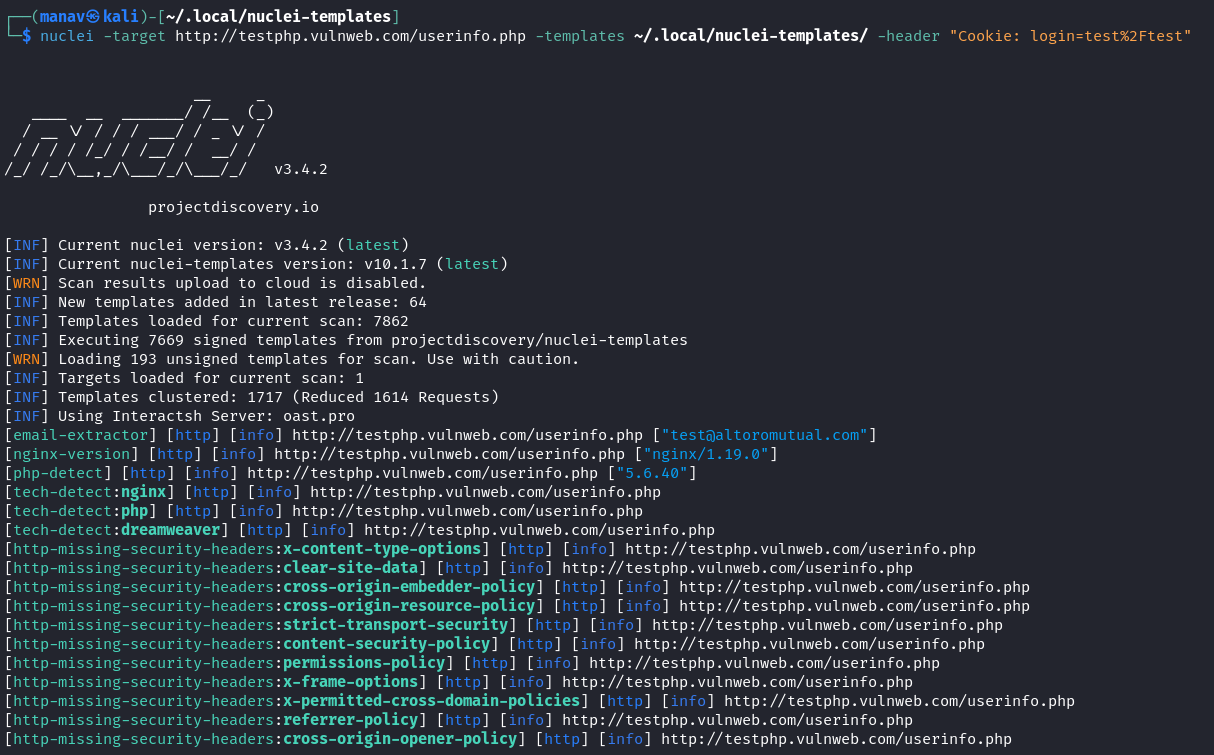 ┌──(manav㉿kali)-[~/.local/nuclei-templates]
└─$ nuclei -target http://testphp.vulnweb.com/userinfo.php -templates ~/.local/nuclei-templates/ -header "Cookie: login=test%2Ftest"
                     __     _
   ____  __  _______/ /__  (_)
  / __ \/ / / / ___/ / _ \/ /
 / / / / /_/ / /__/ /  __/ /
/_/ /_/\__,_/\___/_/\___/_/   v3.4.2
projectdiscovery.io
[INF] Current nuclei version: v3.4.2 (latest)
[INF] Current nuclei-templates version: v10.1.7 (latest)
[WRN] Scan results upload to cloud is disabled.
[INF] New templates added in latest release: 64
[INF] Templates loaded for current scan: 7862
[INF] Executing 7669 signed templates from projectdiscovery/nuclei-templates
[WRN] Loading 193 unsigned templates for scan. Use with caution.
[INF] Targets loaded for current scan: 1
[INF] Templates clustered: 1717 (Reduced 1614 Requests)
[INF] Using Interactsh Server: oast.pro
[email-extractor] [http] [info] http://testphp.vulnweb.com/userinfo.php ["test@altoromutual.com"]
[nginx-version] [http] [info] http://testphp.vulnweb.com/userinfo.php ["nginx/1.19.0"]
[php-detect] [http] [info] http://testphp.vulnweb.com/userinfo.php ["5.6.40"]
[tech-detect:nginx] [http] [info] http://testphp.vulnweb.com/userinfo.php
[tech-detect:php] [http] [info] http://testphp.vulnweb.com/userinfo.php
[tech-detect:dreamweaver] [http] [info] http://testphp.vulnweb.com/userinfo.php
[http-missing-security-headers:x-content-type-options] [http] [info] http://testphp.vulnweb.com/userinfo.php
[http-missing-security-headers:clear-site-data] [http] [info] http://testphp.vulnweb.com/userinfo.php
[http-missing-security-headers:cross-origin-embedder-policy] [http] [info] http://testphp.vulnweb.com/userinfo.php
[http-missing-security-headers:cross-origin-resource-policy] [http] [info] http://testphp.vulnweb.com/userinfo.php
[http-missing-security-headers:strict-transport-security] [http] [info] http://testphp.vulnweb.com/userinfo.php
[http-missing-security-headers:content-security-policy] [http] [info] http://testphp.vulnweb.com/userinfo.php
[http-missing-security-headers:permissions-policy] [http] [info] http://testphp.vulnweb.com/userinfo.php
[http-missing-security-headers:x-frame-options] [http] [info] http://testphp.vulnweb.com/userinfo.php
[http-missing-security-headers:x-permitted-cross-domain-policies] [http] [info] http://testphp.vulnweb.com/userinfo.php
[http-missing-security-headers:referrer-policy] [http] [info] http://testphp.vulnweb.com/userinfo.php
[http-missing-security-headers:cross-origin-opener-policy] [http] [info] http://testphp.vulnweb.com/userinfo.php